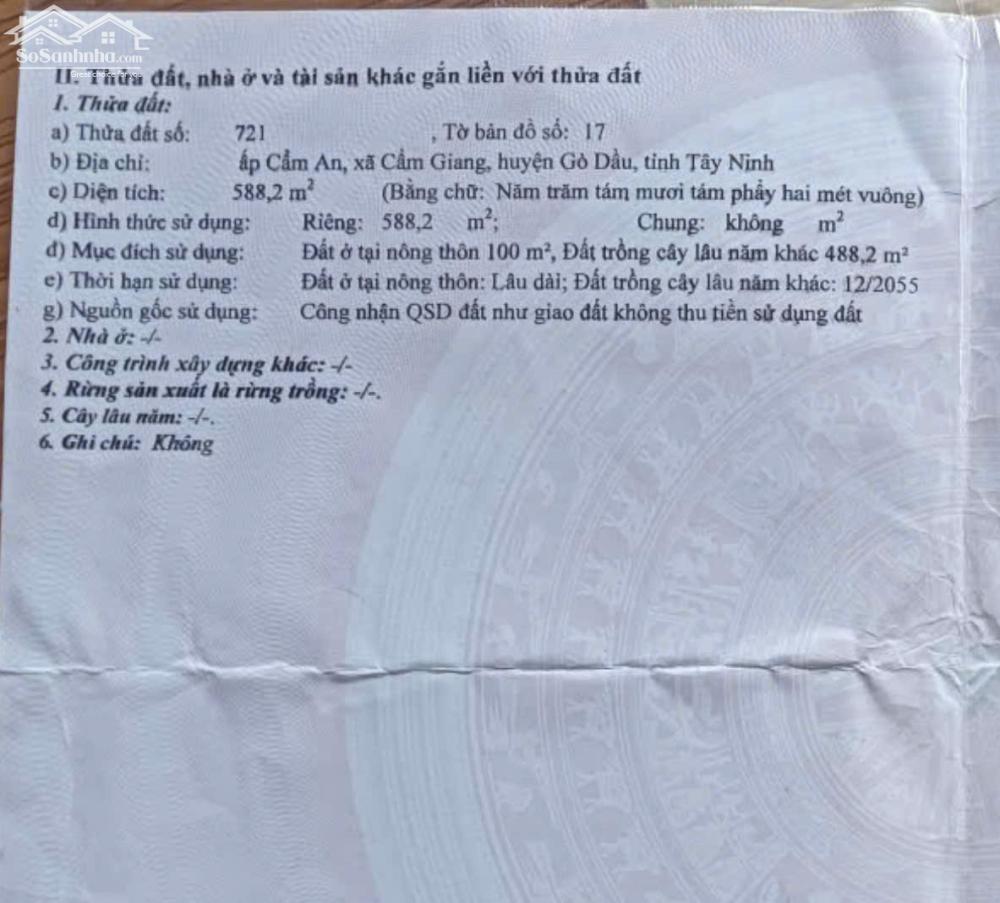 SoSanhnha.com
Great choice for you
II. Thửa đất, nhà ở và tài sản khác gắn liền với thửa đất
1. Thửa đất:
a) Thửa đất số: 721 , Tờ bản đồ số: 17
b) Địa chỉ: ấp Cẩm An, xã Cẩm Giang, huyện Gò Dầu, tỉnh Tây Ninh
c) Diện tích: 588,2 m² (Bằng chữ: Năm trăm tám mươi tám phẩy hai mét vuông)
d) Hình thức sử dụng: Riêng: 588,2 m²; Chung: không m²
đ) Mục đích sử dụng: Đất ở tại nông thôn 100 m², Đất trồng cây lâu năm khác 488,2 m²
e) Thời hạn sử dụng: Đất ở tại nông thôn: Lâu dài; Đất trồng cây lâu năm khác: 12/2055
g) Nguồn gốc sử dụng: Công nhận QSD đất như giao đất không thu tiền sử dụng đất
2. Nhà ở: -/-
3. Công trình xây dựng khác: -/-
4. Rừng sản xuất là rừng trồng: -/-.
5. Cây lâu năm: -/-.
6. Ghi chú: Không